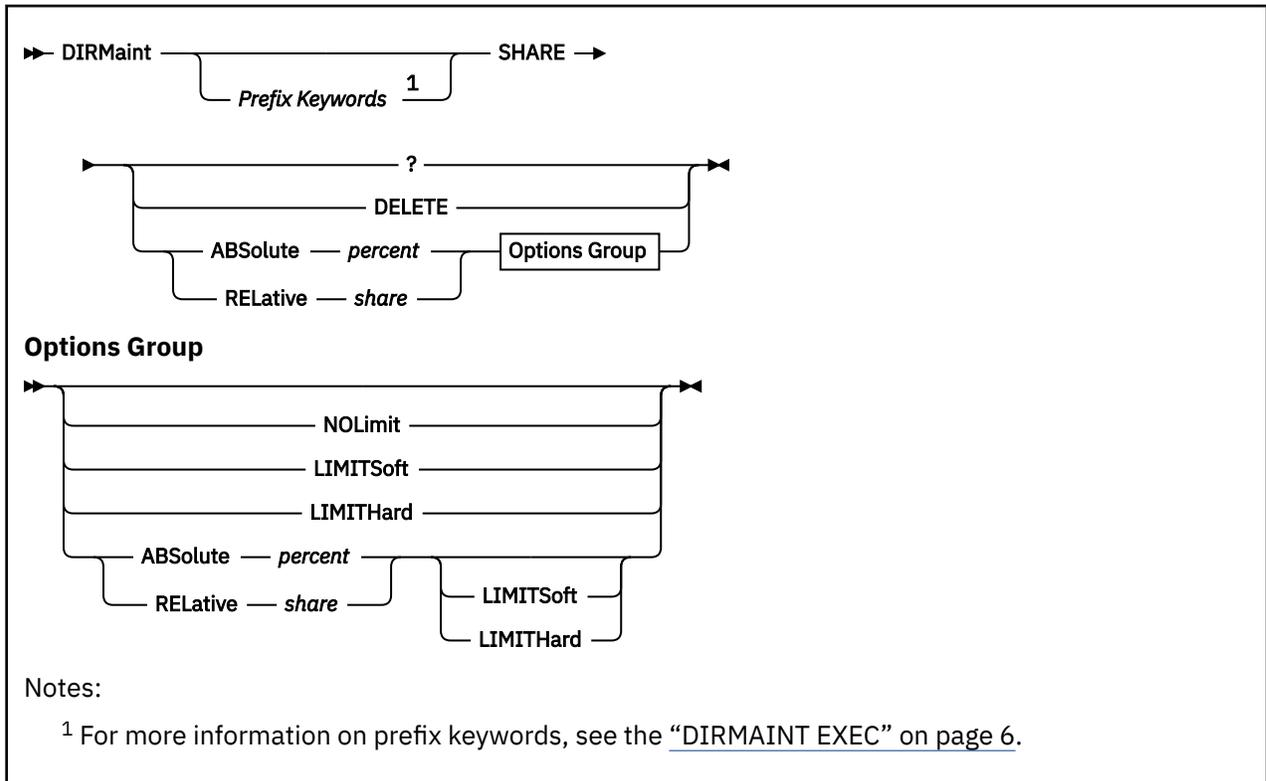 DIRMaint SHARE
Prefix Keywords 1
?
DELETE
ABSolute percent Options Group
RELative share
Options Group
NOLimit
LIMITSoft
LIMITHard
ABSolute percent
RELative share LIMITSoft
LIMITHard
Notes:
1 For more information on prefix keywords, see the “DIRMAINT EXEC” on page 6.